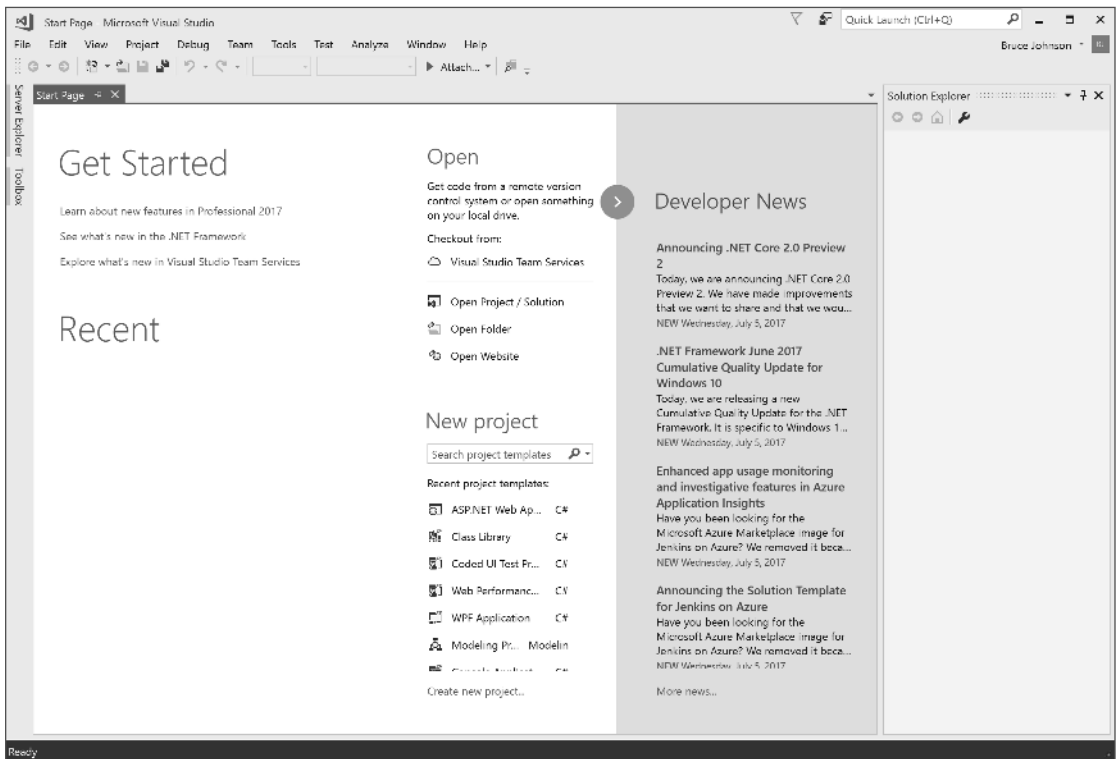 Start Page - Microsoft Visual Studio
Quick Launch (Ctrl+Q)
File Edit View Project Debug Team Tools Test Analyze Window Help
Bruce Johnson
Attach...
Server Explorer
Toolbox
Start Page
Get Started
Learn about new features in Professional 2017
See what's new in the .NET Framework
Explore what's new in Visual Studio Team Services
Recent
Open
Get code from a remote version
control system or open something
on your local drive.
Checkout from:
Visual Studio Team Services
Open Project / Solution
Open Folder
Open Website
New project
Search project templates
Recent project templates:
ASP.NET Web Ap... C#
Class Library C#
Coded UI Test Pr... C#
Web Performanc... C#
WPF Application C#
Modeling Pr... Modelin
Create new project...
Developer News
Announcing .NET Core 2.0 Preview
2
Today, we are announcing .NET Core 2.0
Preview 2. We have made improvements
that we want to share and that we wou...
NEW Wednesday, July 5, 2017
.NET Framework June 2017
Cumulative Quality Update for
Windows 10
Today, we are releasing a new
Cumulative Quality Update for the .NET
Framework. It is specific to Windows 1...
NEW Wednesday, July 5, 2017
Enhanced app usage monitoring
and investigative features in Azure
Application Insights
Have you been looking for the
Microsoft Azure Marketplace image for
Jenkins on Azure? We removed it beca...
NEW Wednesday, July 5, 2017
Announcing the Solution Template
for Jenkins on Azure
Have you been looking for the
Microsoft Azure Marketplace image for
Jenkins on Azure? We removed it beca...
NEW Wednesday, July 5, 2017
More news...
Solution Explorer
Ready